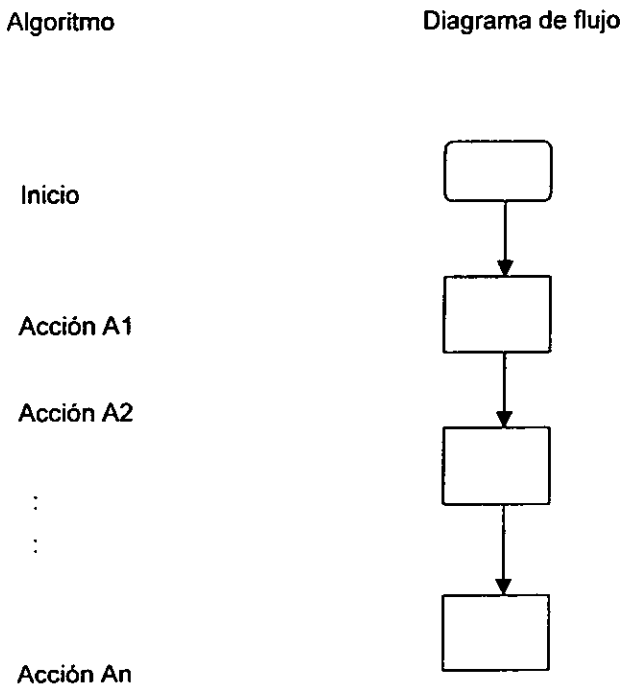 Algoritmo
Diagrama de flujo
Inicio
Acción A1
Acción A2
:
:
Acción An